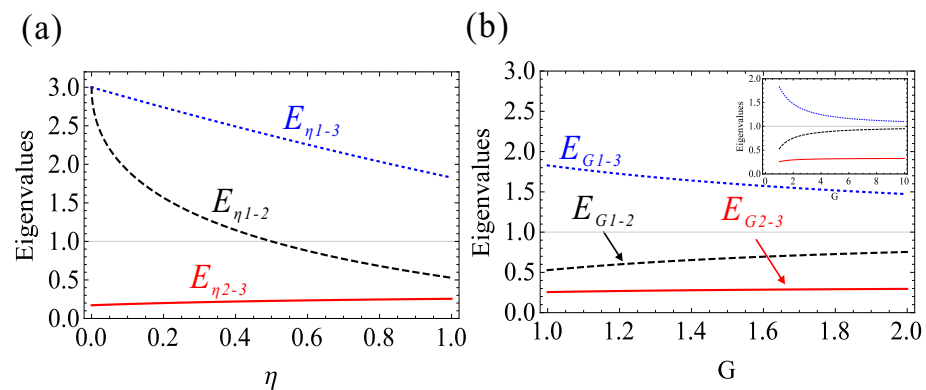 (a)
Eigenvalues
3.0
2.5
2.0
1.5
1.0
0.5
0.0
E_{η1-3}
E_{η1-2}
E_{η2-3}
0.0 0.2 0.4 0.6 0.8 1.0
η
(b)
Eigenvalues
3.0
2.5
2.0
1.5
1.0
0.5
0.0
E_{G1-3}
E_{G1-2}
E_{G2-3}
1.0 1.2 1.4 1.6 1.8 2.0
G
Eigenvalues
2.0
1.5
1.0
0.5
0.0
2 4 6 8 10
G